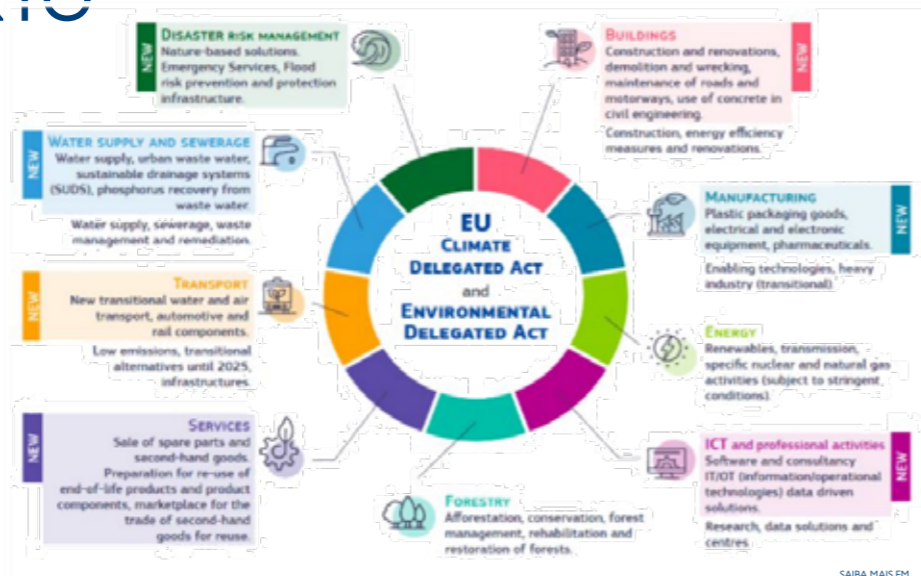 DISASTER RISK MANAGEMENT
Nature-based solutions.
Emergency Services, Flood
risk prevention and protection
infrastructure.
NEW
BUILDINGS
Construction and renovations,
demolition and wrecking,
maintenance of roads and
motorways, use of concrete in
civil engineering.
Construction, energy efficiency
measures and renovations.
NEW
WATER SUPPLY AND SEWERAGE
Water supply, urban waste water,
sustainable drainage systems
(SUDS), phosphorus recovery from
waste water.
Water supply, sewerage, waste
management and remediation.
NEW
MANUFACTURING
Plastic packaging goods,
electrical and electronic
equipment, pharmaceuticals.
Enabling technologies, heavy
industry (transitional)
NEW
EU
CLIMATE
DELEGATED ACT
and
ENVIRONMENTAL
DELEGATED ACT
TRANSPORT
New transitional water and air
transport, automotive and
rail components.
Low emissions, transitional
alternatives until 2025,
infrastructures.
NEW
ENERGY
Renewables, transmission,
specific nuclear and natural gas
activities (subject to stringent
conditions).
SERVICES
Sale of spare parts and
second-hand goods.
Preparation for re-use of
end-of-life products and product
components, marketplace for the
trade of second-hand
goods for reuse.
NEW
ICT and professional activities
Software and consultancy
IT/OT (information/operational
technologies) data driven
solutions.
Research, data solutions and
centres
NEW
FORESTRY
Afforestation, conservation, forest
management, rehabilitation and
restoration of forests.
SAIBA MAIS EM